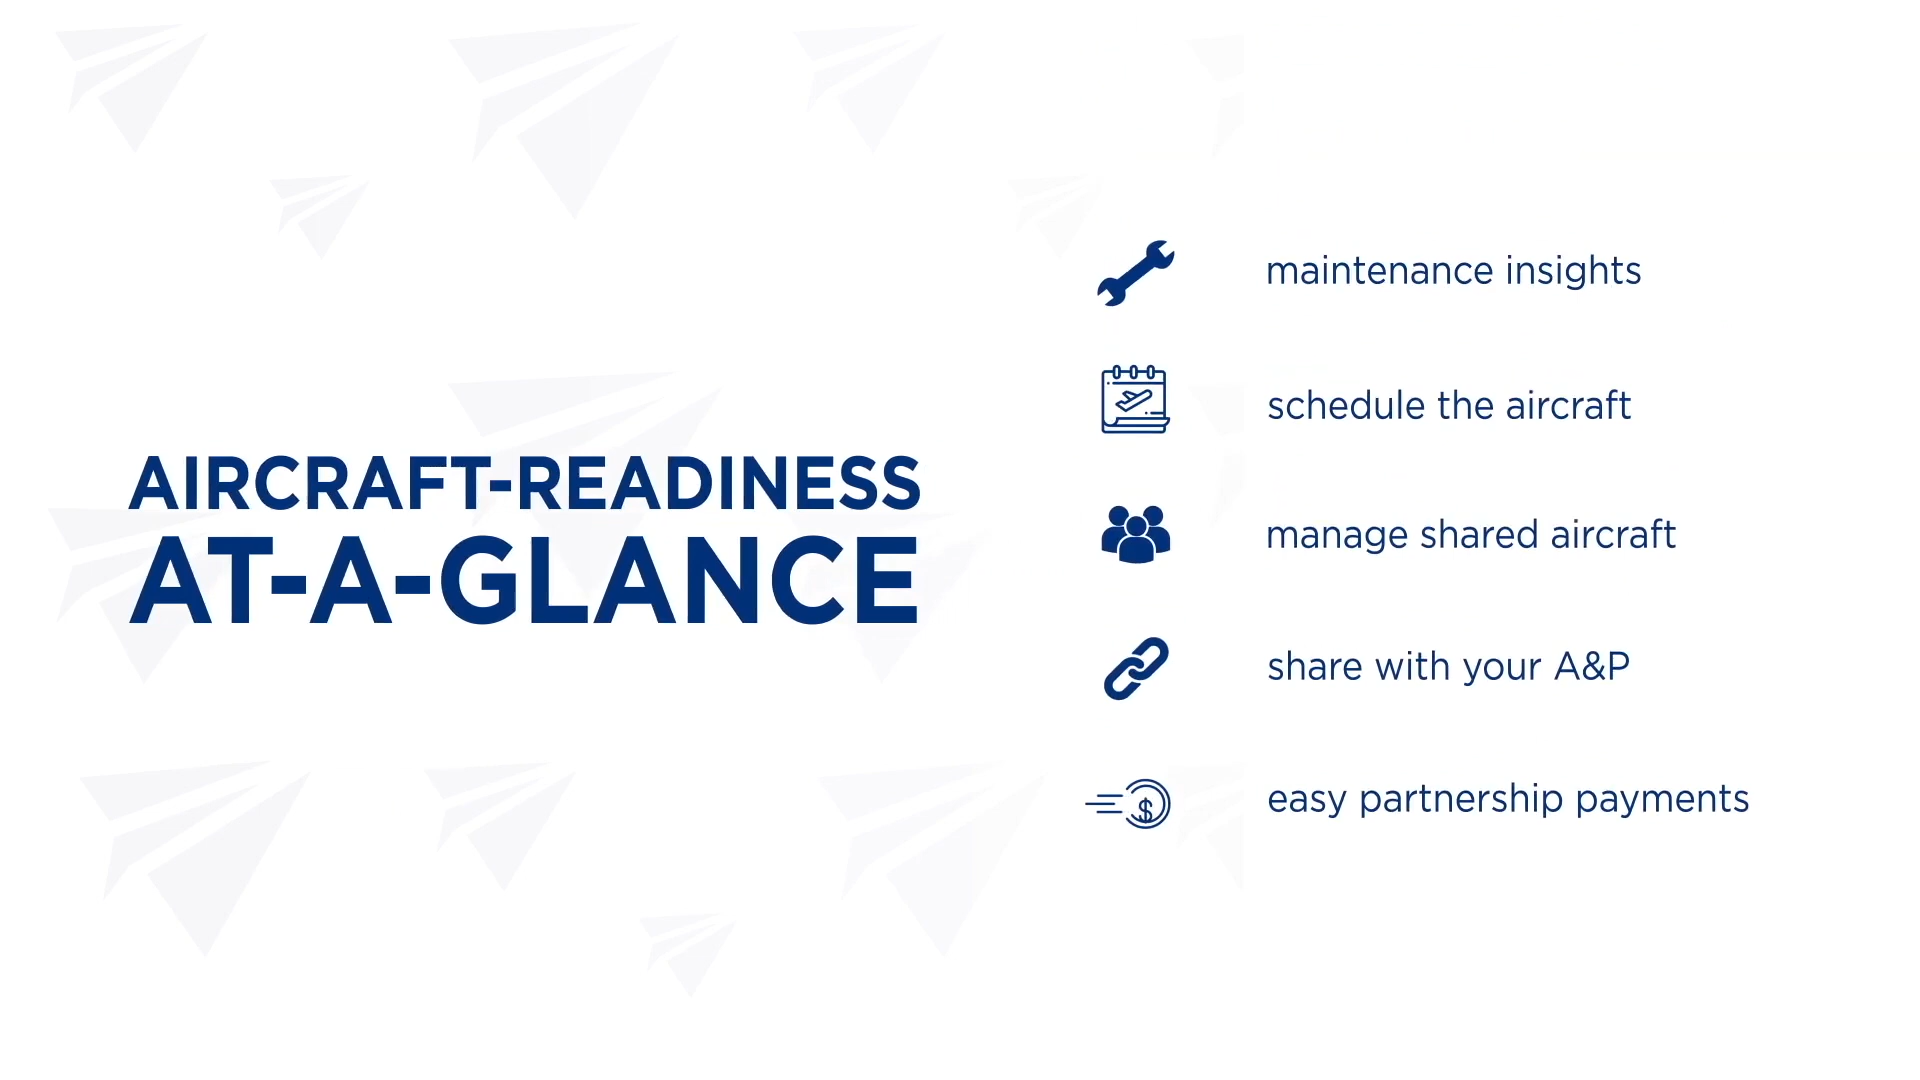 AIRCRAFT-READINESS
AT-A-GLANCE
maintenance insights
schedule the aircraft
manage shared aircraft
share with your A&P
$
easy partnership payments